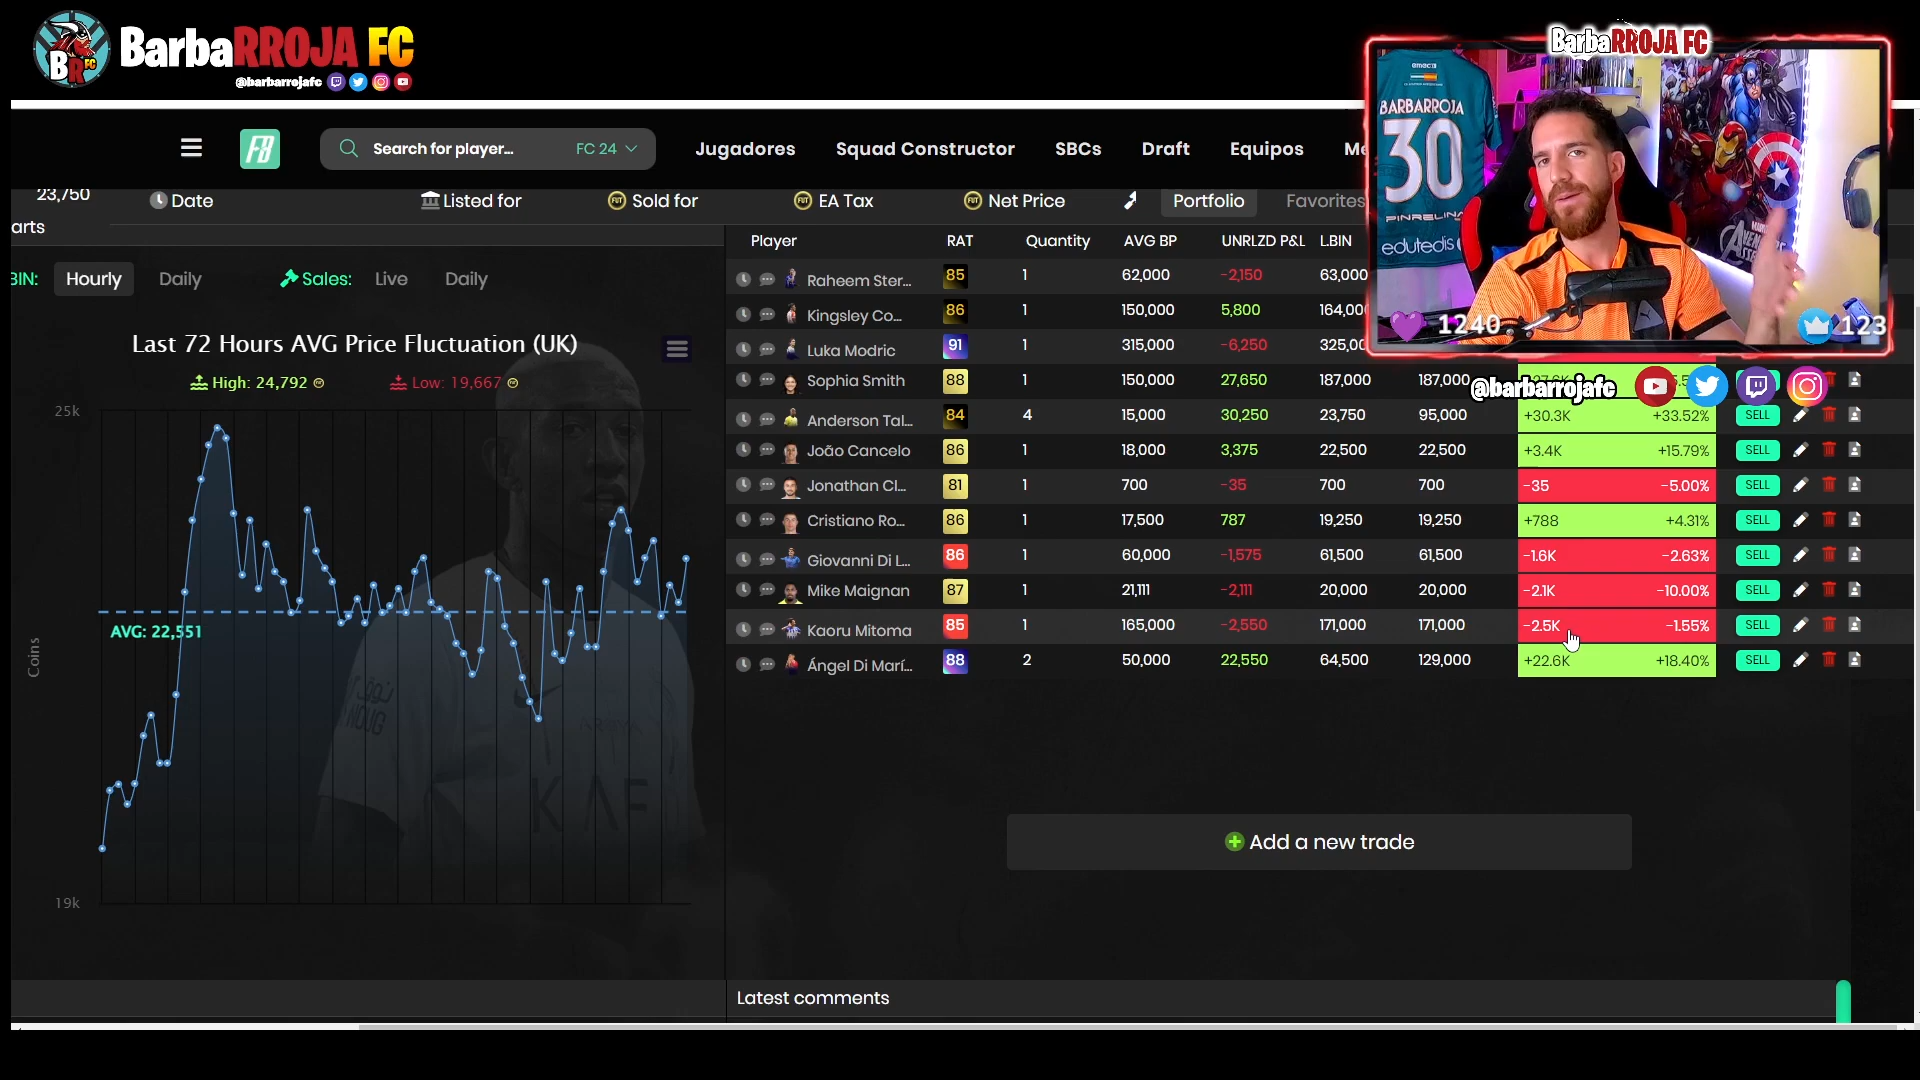 BarbaRROJA FC
@barbarrojafc
BarbaRROJA FC
BARBARROJA
30
PINRELINA
edutedis
1240
123
@barbarrojafc
Search for player...
FC 24
Jugadores
Squad Constructor
SBCs
Draft
Equipos
Me
23,750
Date
Listed for
Sold for
EA Tax
Net Price
Portfolio
Favorites
arts
BIN:
Hourly
Daily
Sales:
Live
Daily
Last 72 Hours AVG Price Fluctuation (UK)
High: 24,792
Low: 19,667
25k
AVG: 22,551
Coins
19k
Player RAT Quantity AVG BP UNRLZD P&L LBIN
Raheem Ster... 85 1 62,000 -2,150 63,000
Kingsley Co... 86 1 150,000 5,800 164,00
Luka Modric 91 1 315,000 -6,250 325,00
Sophia Smith 88 1 150,000 27,650 187,000 187,000
Anderson Tal... 84 4 15,000 30,250 23,750 95,000 +30.3K +33.52% SELL
João Cancelo 86 1 18,000 3,375 22,500 22,500 +3.4K +15.79% SELL
Jonathan Cl... 81 1 700 -35 700 700 -35 -5.00% SELL
Cristiano Ro... 86 1 17,500 787 19,250 19,250 +788 +4.31% SELL
Giovanni Di L... 86 1 60,000 -1,575 61,500 61,500 -1.6K -2.63% SELL
Mike Maignan 87 1 21,111 -2,111 20,000 20,000 -2.1K -10.00% SELL
Kaoru Mitoma 85 1 165,000 -2,550 171,000 171,000 -2.5K -1.55% SELL
Ángel Di Marí... 88 2 50,000 22,550 64,500 129,000 +22.6K +18.40% SELL
Add a new trade
Latest comments